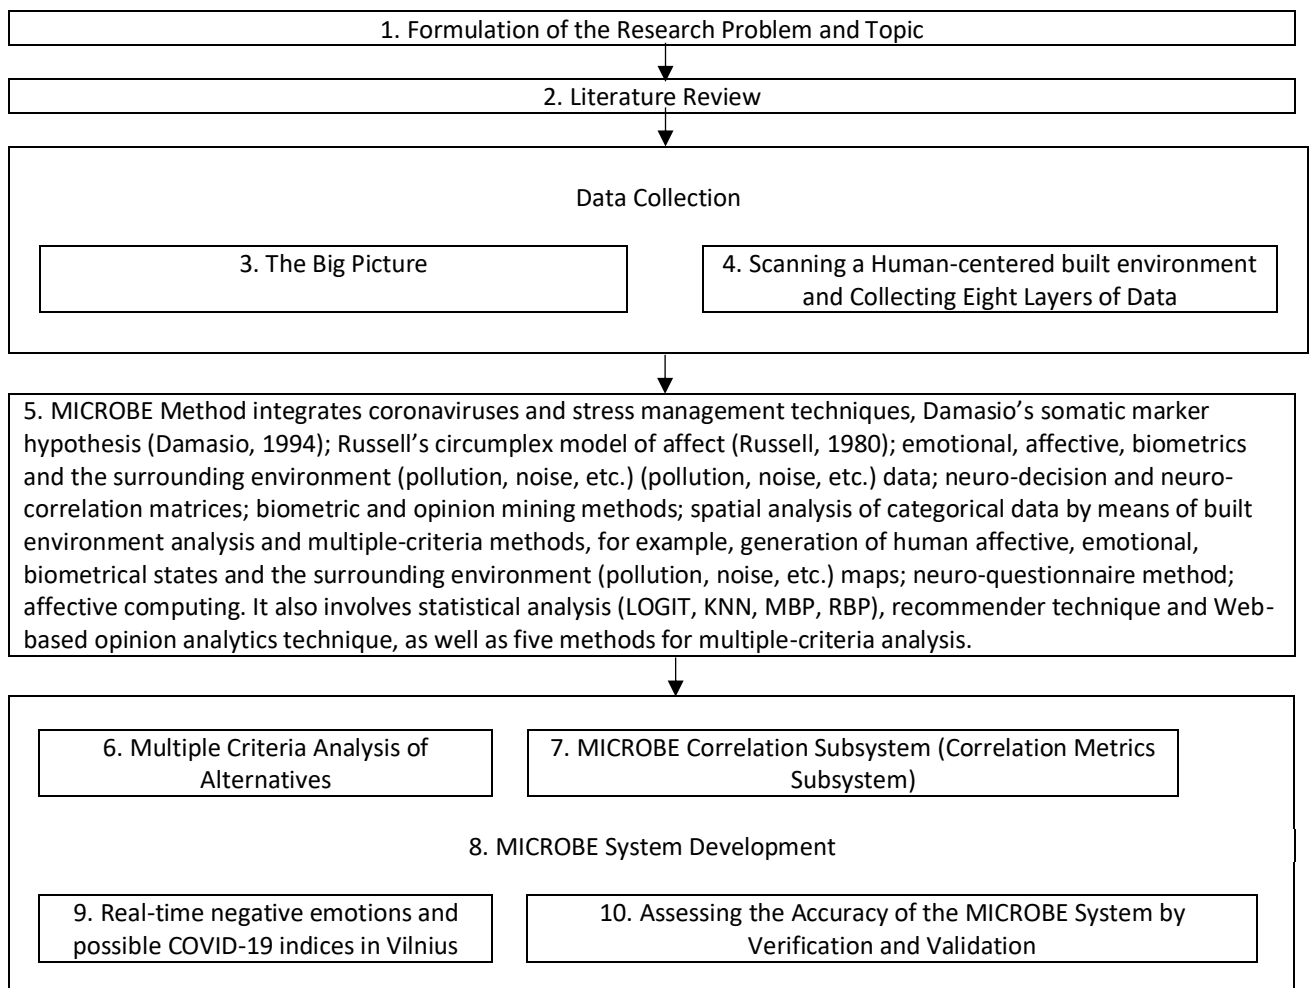 1. Formulation of the Research Problem and Topic
2. Literature Review
Data Collection
3. The Big Picture
4. Scanning a Human-centered built environment
and Collecting Eight Layers of Data
5. MICROBE Method integrates coronaviruses and stress management techniques, Damasio’s somatic marker
hypothesis (Damasio, 1994); Russell’s circumplex model of affect (Russell, 1980); emotional, affective, biometrics
and the surrounding environment (pollution, noise, etc.) (pollution, noise, etc.) data; neuro-decision and neuro-
correlation matrices; biometric and opinion mining methods; spatial analysis of categorical data by means of built
environment analysis and multiple-criteria methods, for example, generation of human affective, emotional,
biometrical states and the surrounding environment (pollution, noise, etc.) maps; neuro-questionnaire method;
affective computing. It also involves statistical analysis (LOGIT, KNN, MBP, RBP), recommender technique and Web-
based opinion analytics technique, as well as five methods for multiple-criteria analysis.
6. Multiple Criteria Analysis of
Alternatives
7. MICROBE Correlation Subsystem (Correlation Metrics
Subsystem)
8. MICROBE System Development
9. Real-time negative emotions and
possible COVID-19 indices in Vilnius
10. Assessing the Accuracy of the MICROBE System by
Verification and Validation